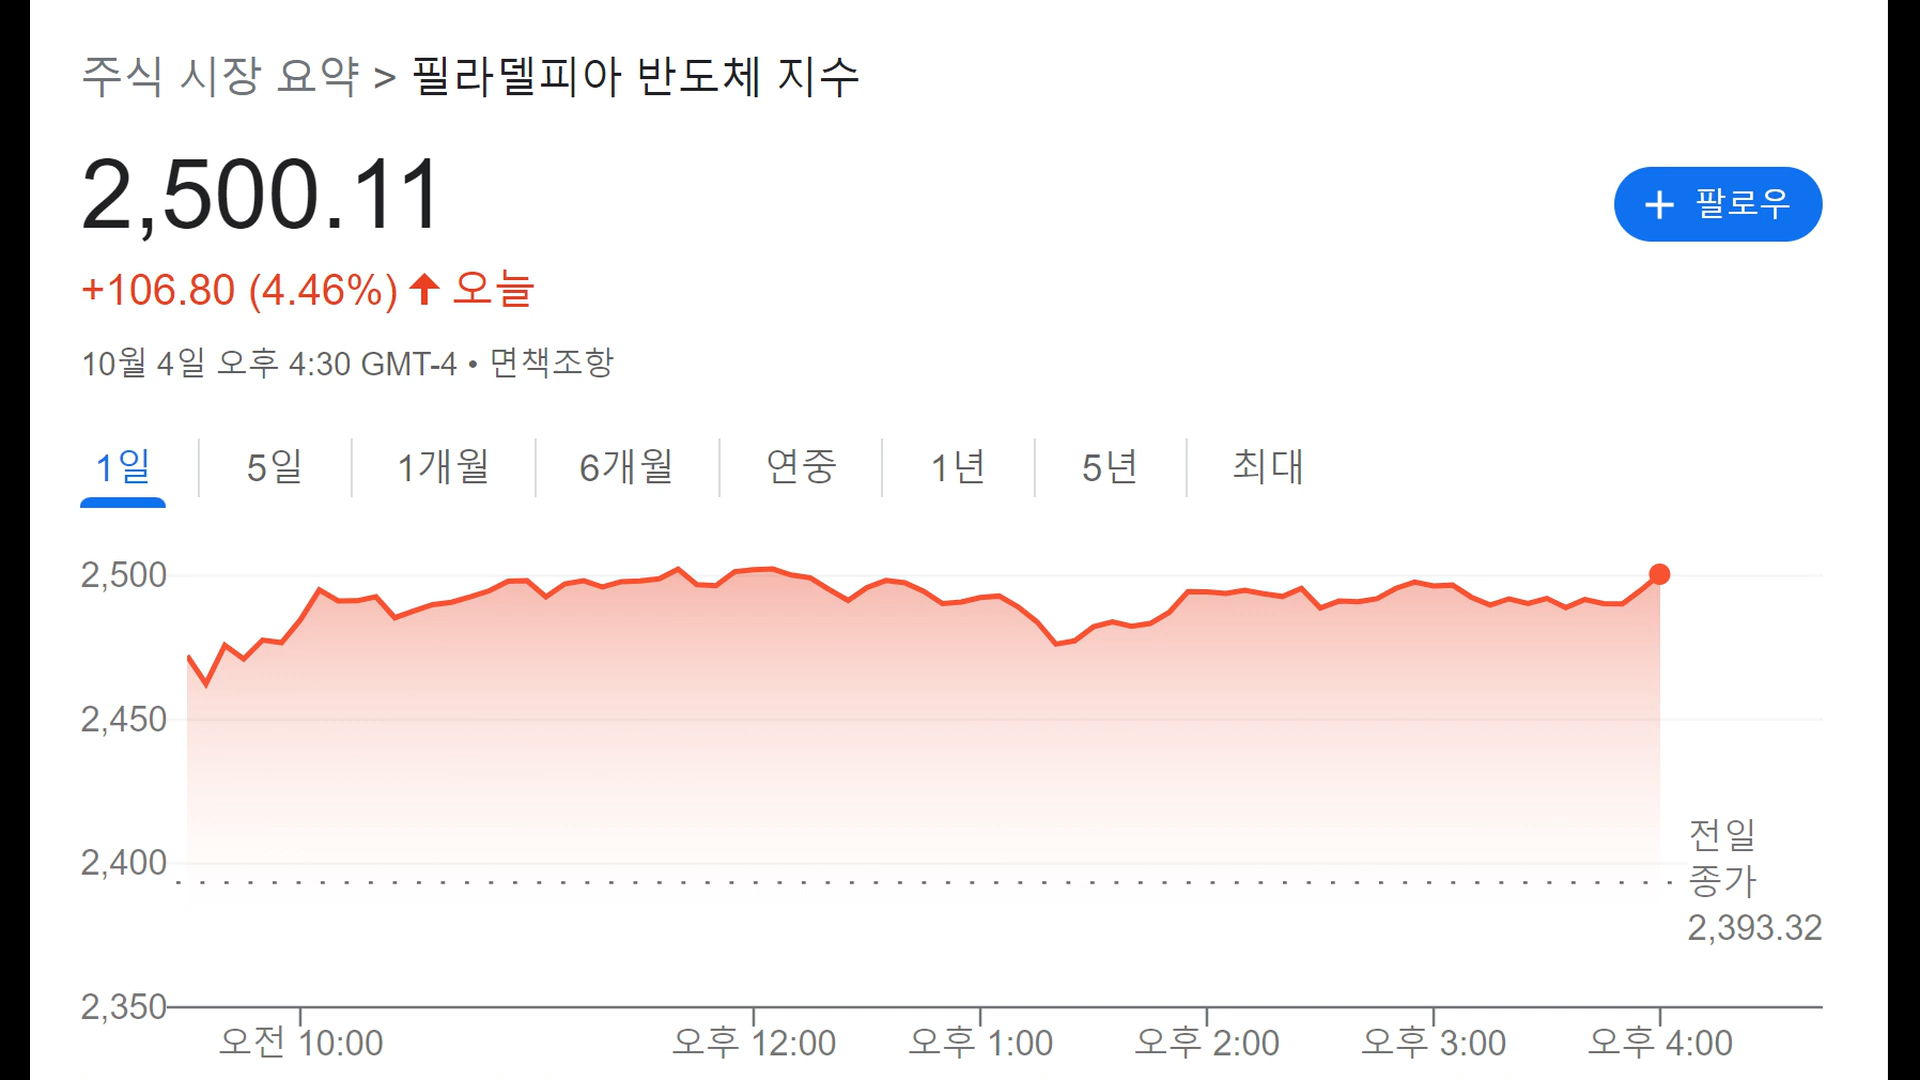 주식 시장 요약 > 필라델피아 반도체 지수
2,500.11
+ 팔로우
+106.80 (4.46%) ↑ 오늘
10월 4일 오후 4:30 GMT-4 • 면책조항
1일 5일 1개월 6개월 연중 1년 5년 최대
2,500
2,450
2,400
2,350
전일
종가
2,393.32
오전 10:00 오후 12:00 오후 1:00 오후 2:00 오후 3:00 오후 4:00